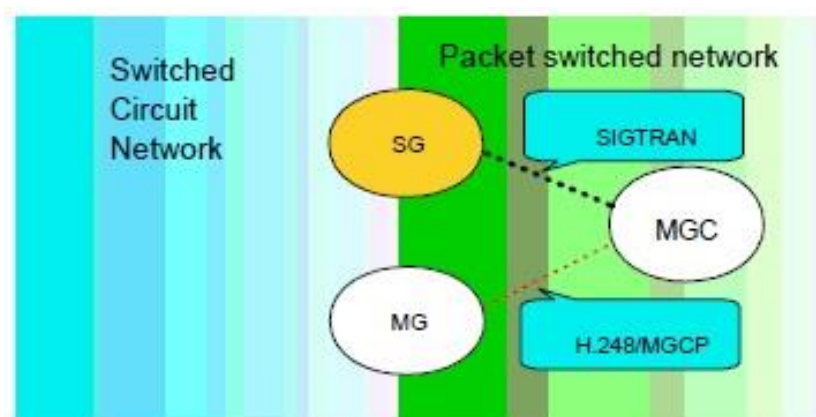 Switched
Circuit
Network
Packet switched network
SG
SIGTRAN
MGC
MG
H.248/MGCP